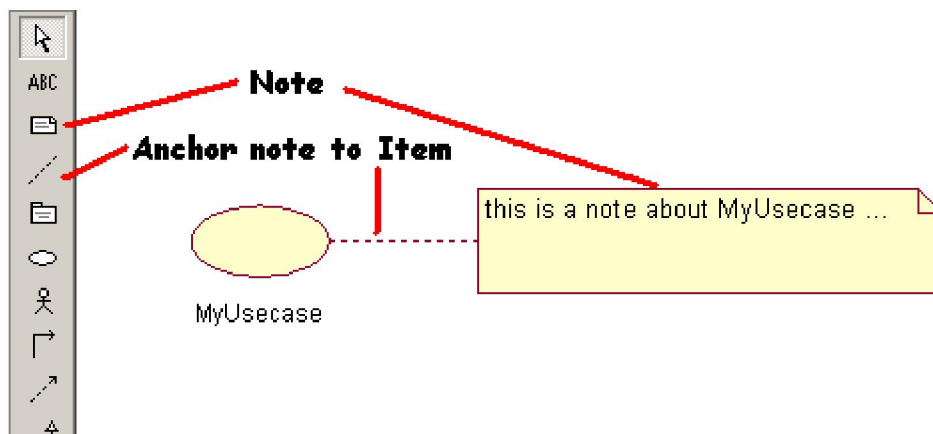 ABC
Note
Anchor note to Item
this is a note about MyUsecase ...
MyUsecase